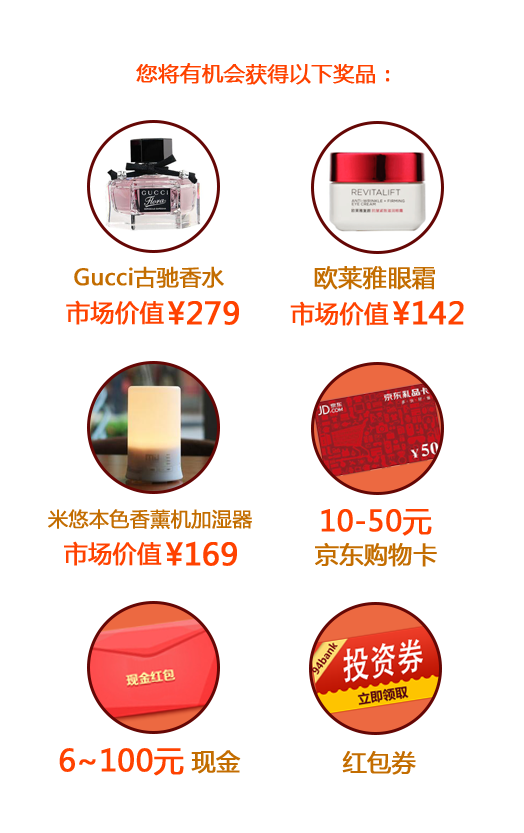 您将有机会获得以下奖品：
GUCCI
Flora
REVITALIFT
ANTI-WRINKLE + FIRMING
EYE CREAM
Gucci古驰香水
市场价值¥279
欧莱雅眼霜
市场价值¥142
JD京东
.COM
京东礼品卡
¥50
米悠本色香薰机加湿器
市场价值¥169
10-50元
京东购物卡
现金红包
94bank
投资券
立即领取
6~100元 现金
红包券